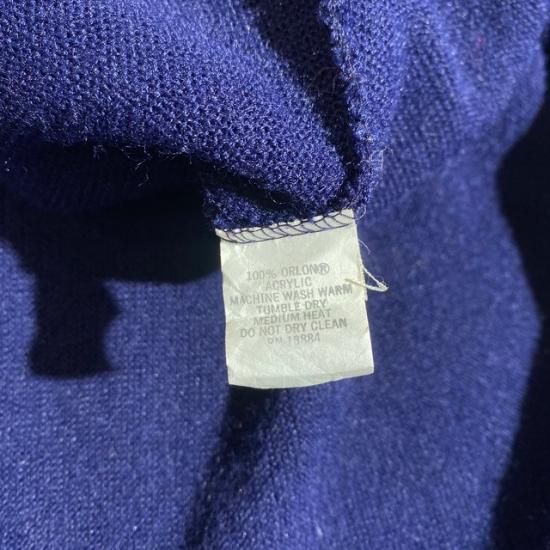 100% ORLON®
ACRYLIC
MACHINE WASH WARM
TUMBLE DRY
MEDIUM HEAT
DO NOT DRY CLEAN
RN 18884